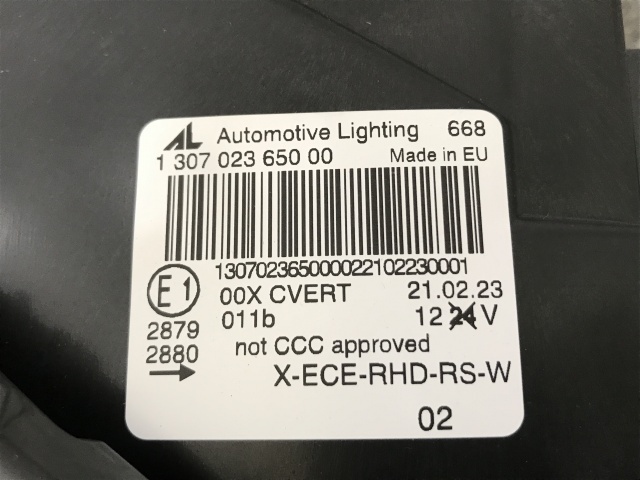 AL Automotive Lighting 668
1 307 023 650 00 Made in EU
1307023650000022102230001
E1 00X CVERT 21.02.23
2879 011b 12 24 V
2880 not CCC approved
X-ECE-RHD-RS-W
02